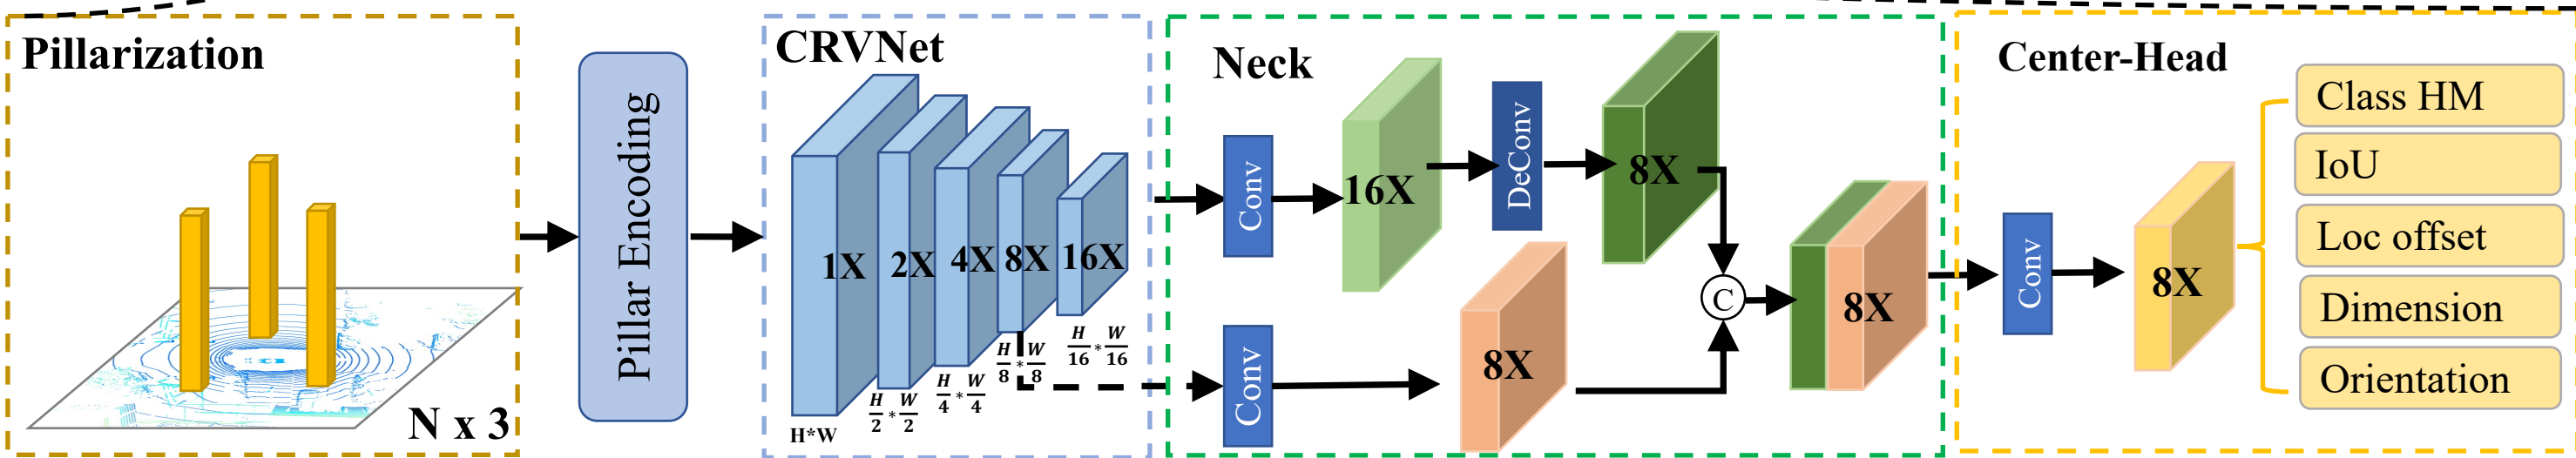 Pillarization
N x 3
Pillar Encoding
CRVNet
1X
2X
4X
8X
16X
H*W
H/2 * W/2
H/4 * W/4
H/8 * W/8
H/16 * W/16
Neck
Conv
16X
DeConv
8X
Conv
8X
C
8X
Center-Head
Conv
8X
Class HM
IoU
Loc offset
Dimension
Orientation